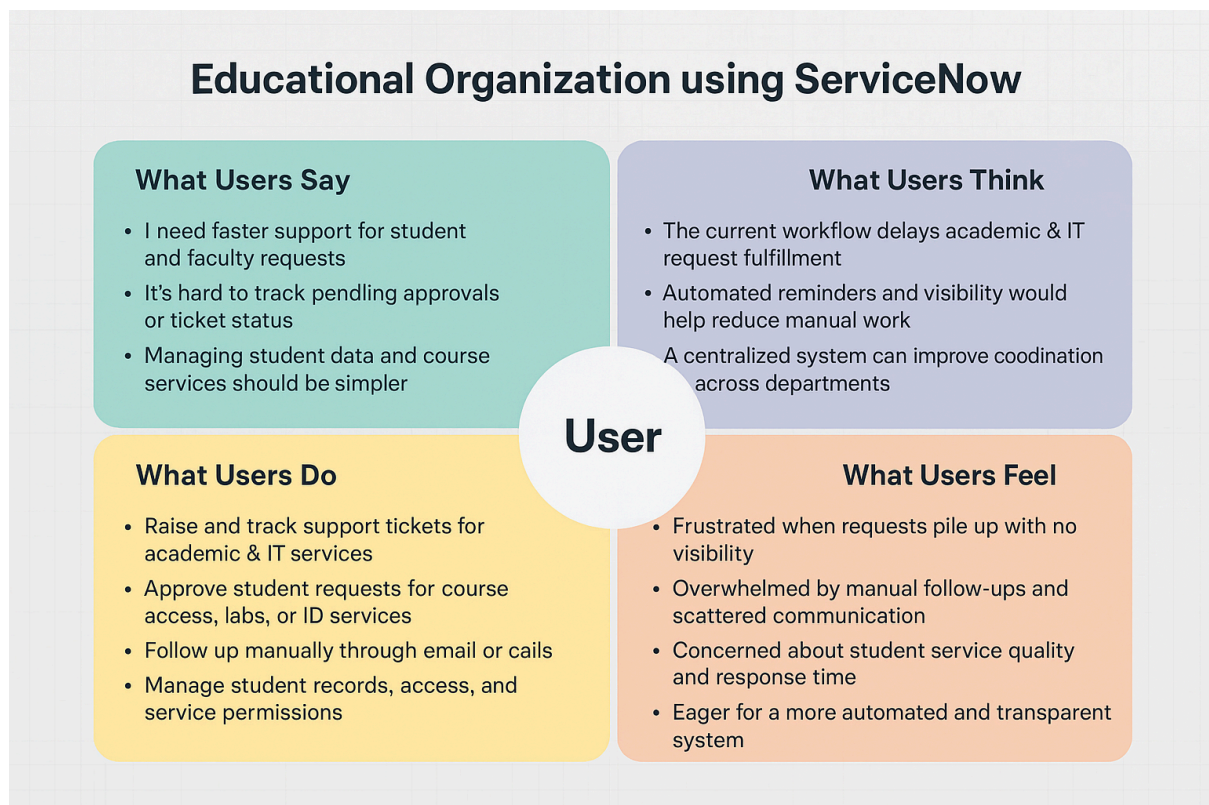 Educational Organization using ServiceNow
What Users Say
• I need faster support for student
and faculty requests
• It's hard to track pendling approvals
or ticket status
• Managing student data and course
services should be simpler
What Users Think
• The current workflow delays academic & IT
request fulfillment
• Automated reminders and visibility would
help reduce manual work
A centralized system can improve coodination
across departments
User
What Users Do
• Raise and track support tickets for
academic & IT services
• Approve student requests for course
access, labs, or ID services
• Follow up manually through email or cails
• Manage student records, access, and
service permissions
What Users Feel
• Frustrated when requests pile up with no
visibility
• Overwhelmed by manual follow-ups and
scattered communication
• Concerned about student service quality
and response time
• Eager for a more automated and transparent
system